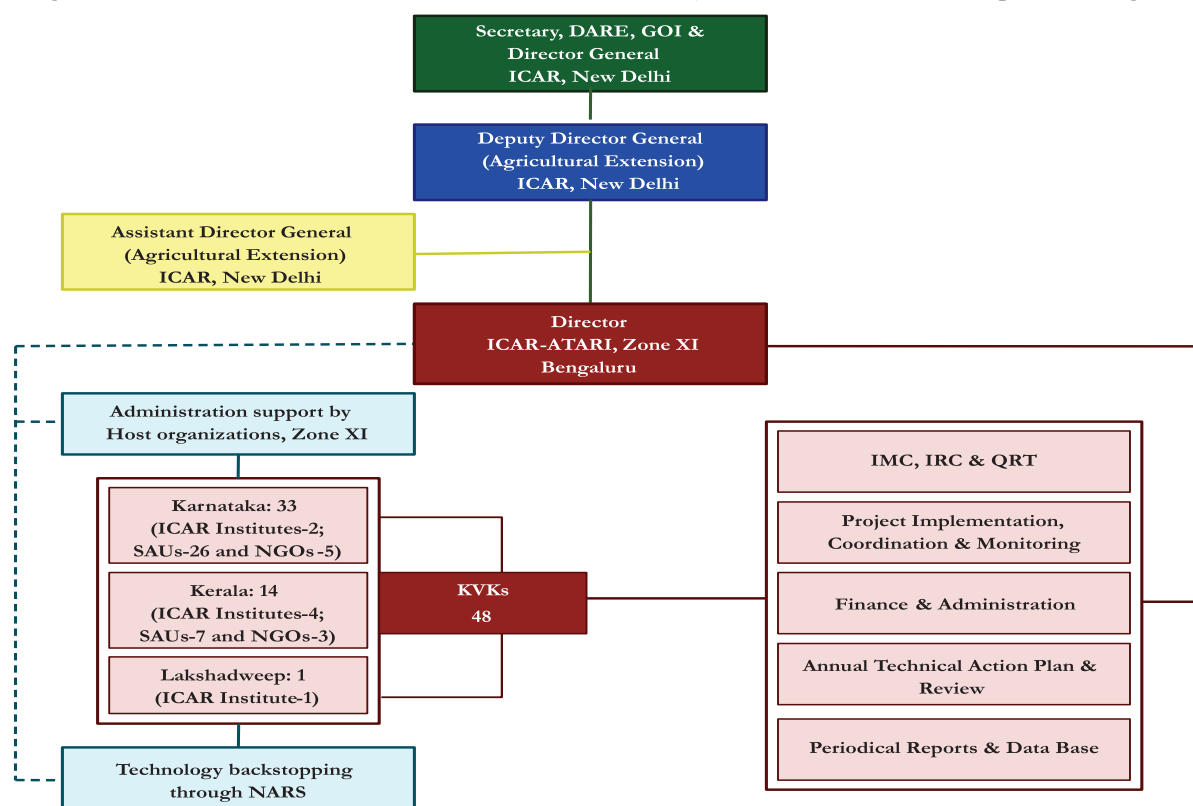 Secretary, DARE, GOI &
Director General
ICAR, New Delhi
Deputy Director General
(Agricultural Extension)
ICAR, New Delhi
Assistant Director General
(Agricultural Extension)
ICAR, New Delhi
Director
ICAR-ATARI, Zone XI
Bengaluru
Administration support by
Host organizations, Zone XI
Karnataka: 33
(ICAR Institutes-2;
SAUs-26 and NGOs-5)
Kerala: 14
(ICAR Institutes-4;
SAUs-7 and NGOs-3)
Lakshadweep: 1
(ICAR Institute-1)
KVKs
48
Technology backstopping
through NARS
IMC, IRC & QRT
Project Implementation,
Coordination & Monitoring
Finance & Administration
Annual Technical Action Plan &
Review
Periodical Reports & Data Base